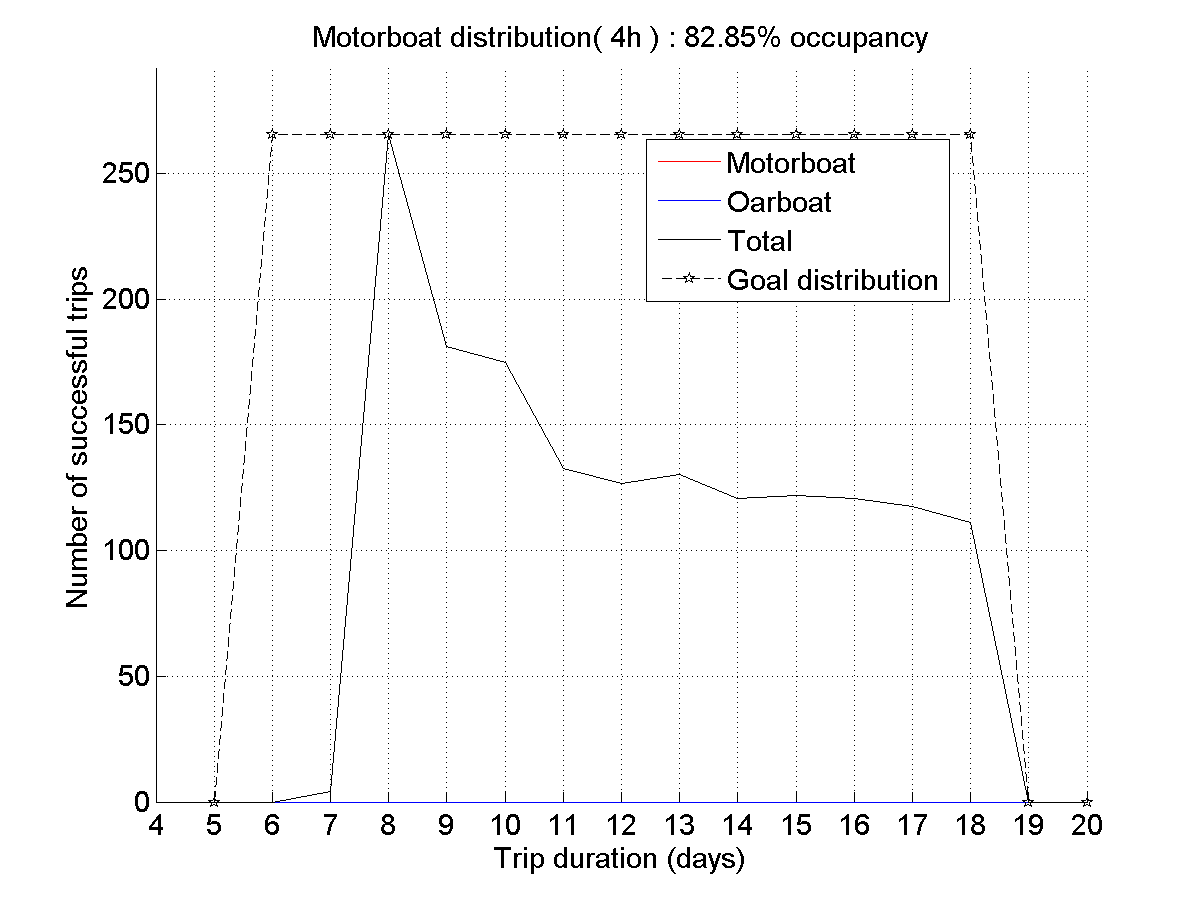 Motorboat distribution( 4h ) : 82.85% occupancy
Number of successful trips
250
200
150
100
50
0
Motorboat
Oarboat
Total
Goal distribution
4 5 6 7 8 9 10 11 12 13 14 15 16 17 18 19 20
Trip duration (days)